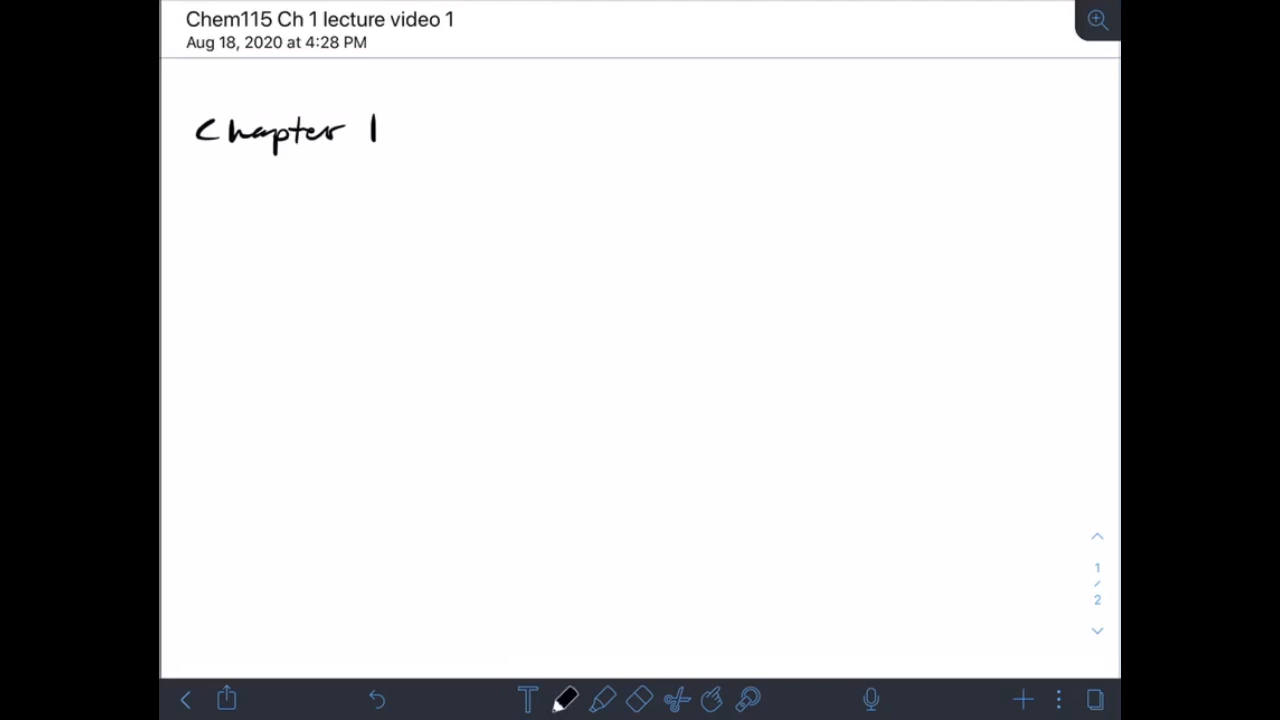 Chem115 Ch 1 lecture video 1
Aug 18, 2020 at 4:28 PM
Chapter 1
1
/
2
T